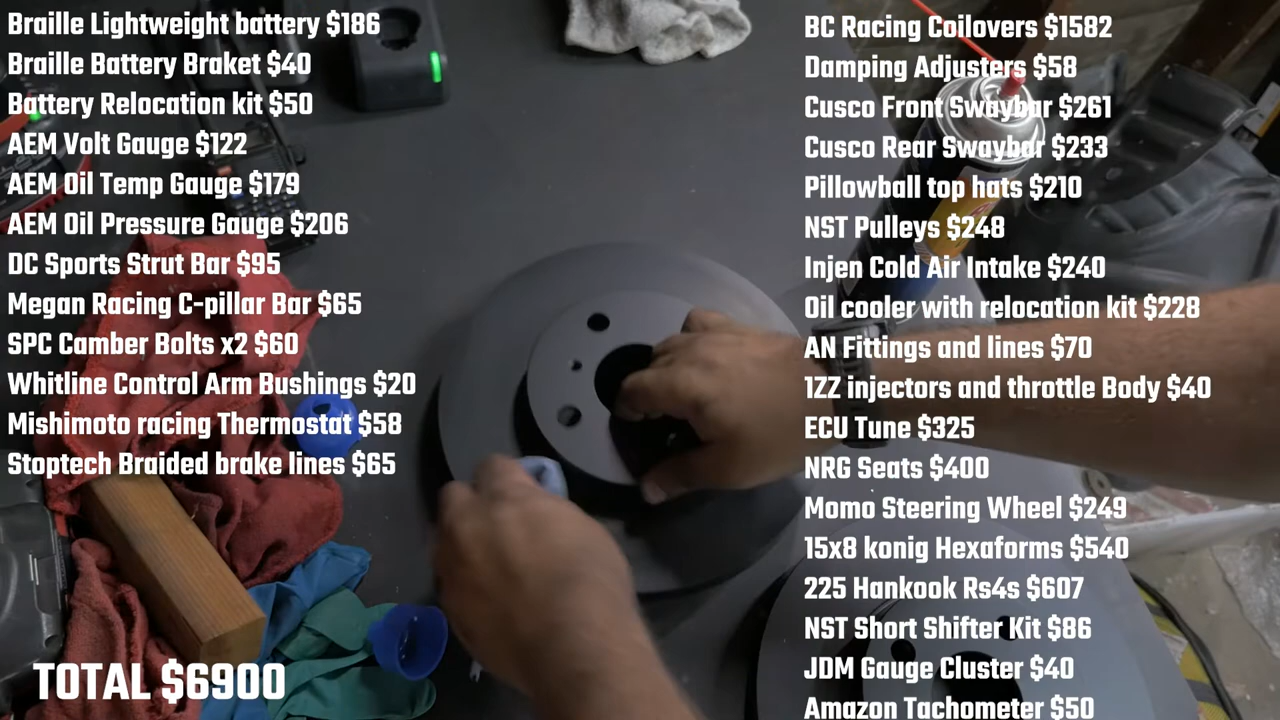 Braille Lightweight battery $186
Braille Battery Braket $40
Battery Relocation kit $50
AEM Volt Gauge $122
AEM Oil Temp Gauge $179
AEM Oil Pressure Gauge $206
DC Sports Strut Bar $95
Megan Racing C-pillar Bar $65
SPC Camber Bolts x2 $60
Whitline Control Arm Bushings $20
Mishimoto racing Thermostat $58
Stoptech Braided brake lines $65
TOTAL $6900
BC Racing Coilovers $1582
Damping Adjusters $58
Cusco Front Swaybar $261
Cusco Rear Swaybar $233
Pillowball top hats $210
NST Pulleys $248
Injen Cold Air Intake $240
Oil cooler with relocation kit $228
AN Fittings and lines $70
1ZZ injectors and throttle Body $40
ECU Tune $325
NRG Seats $400
Momo Steering Wheel $249
15x8 konig Hexaforms $540
225 Hankook Rs4s $607
NST Short Shifter Kit $86
JDM Gauge Cluster $40
Amazon Tachometer $50